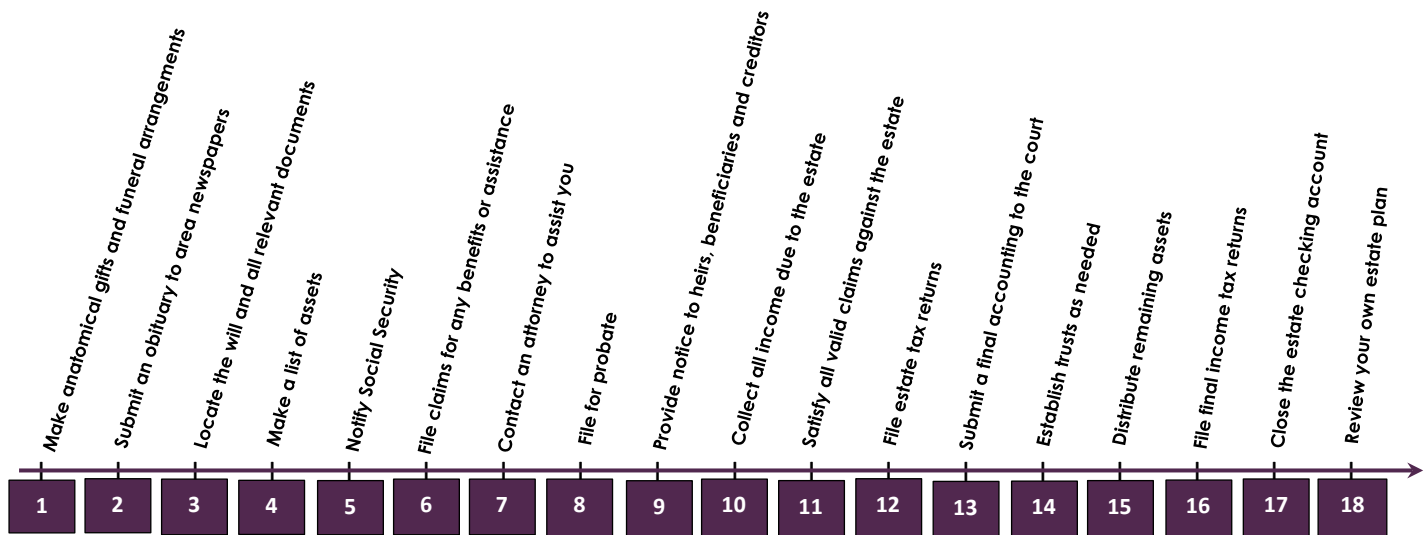 Make anatomical gifts and funeral arrangements
Submit an obituary to area newspapers
Locate the will and all relevant documents
Make a list of assets
Notify Social Security
File claims for any benefits or assistance
Contact an attorney to assist you
File for probate
Provide notice to heirs, beneficiaries and creditors
Collect all income due to the estate
Satisfy all valid claims against the estate
File estate tax returns
Submit a final accounting to the court
Establish trusts as needed
Distribute remaining assets
File final income tax returns
Close the estate checking account
Review your own estate plan
1 2 3 4 5 6 7 8 9 10 11 12 13 14 15 16 17 18